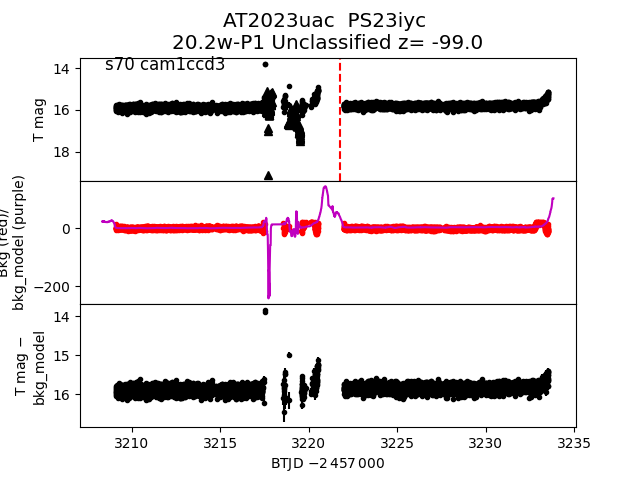 AT2023uac  PS23iyc
20.2w-P1 Unclassified z= -99.0
s70 cam1ccd3
14
16
18
T mag
0
−200
Bkg (red)/
bkg_model (purple)
14
15
16
T mag −
bkg_model
3210
3215
3220
3225
3230
3235
BTJD −2 457 000